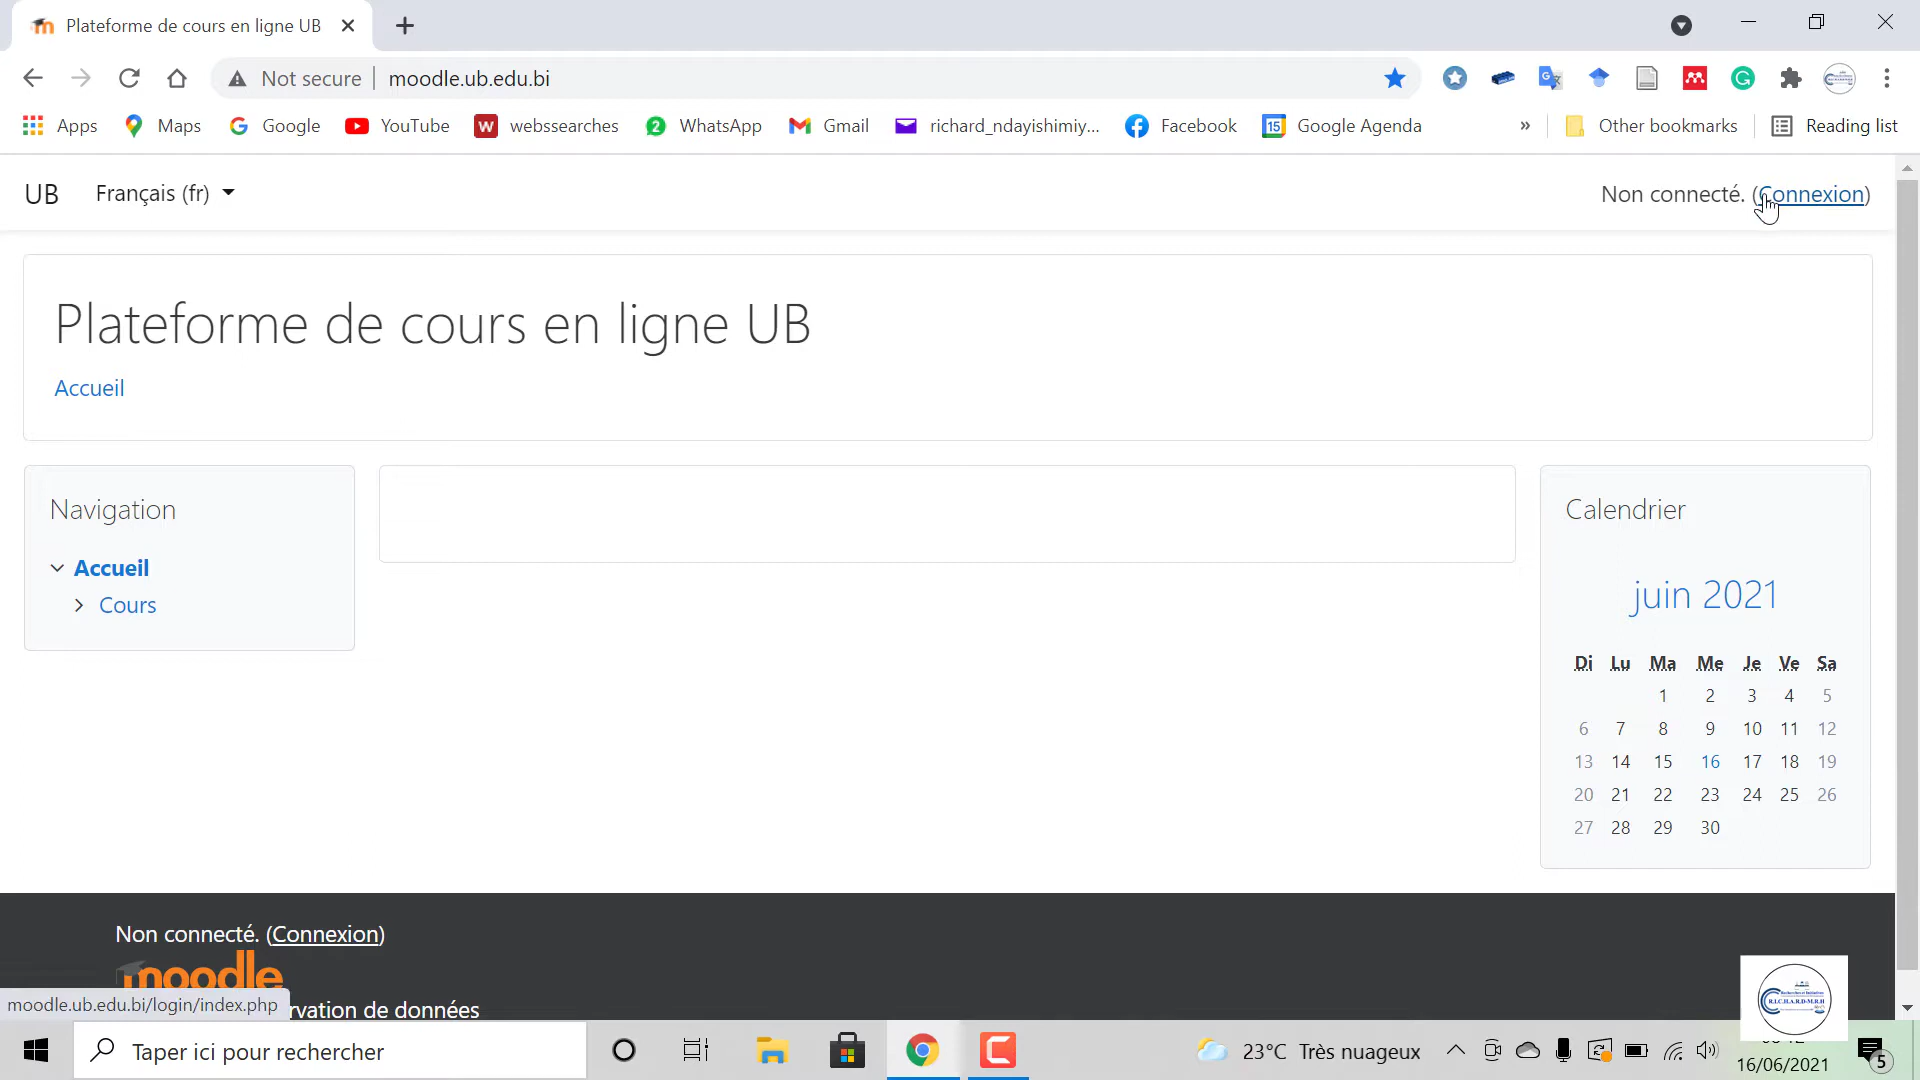 Plateforme de cours en ligne UB
Not secure
moodle.ub.edu.bi
Apps
Maps
Google
YouTube
W
webssearches
WhatsApp
Gmail
richard_ndayishimiy...
Facebook
15
Google Agenda
»
Other bookmarks
Reading list
UB
Français (fr)
Non connecté. (Connexion)
Plateforme de cours en ligne UB
Accueil
Navigation
Accueil
Cours
Calendrier
juin 2021
Di Lu Ma Me Je Ve Sa
1 2 3 4 5
6 7 8 9 10 11 12
13 14 15 16 17 18 19
20 21 22 23 24 25 26
27 28 29 30
Non connecté. (Connexion)
moodle
moodle.ub.edu.bi/login/index.php
rvation de données
R.I.C.H.A.R.D-M.R.H
Taper ici pour rechercher
23°C Très nuageux
16/06/2021
5